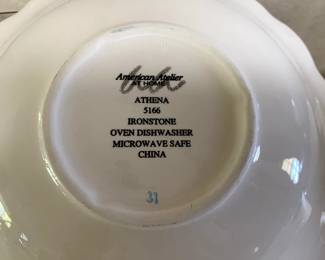 American Atelier
AT HOME
ATHENA
5166
IRONSTONE
OVEN DISHWASHER
MICROWAVE SAFE
CHINA
31